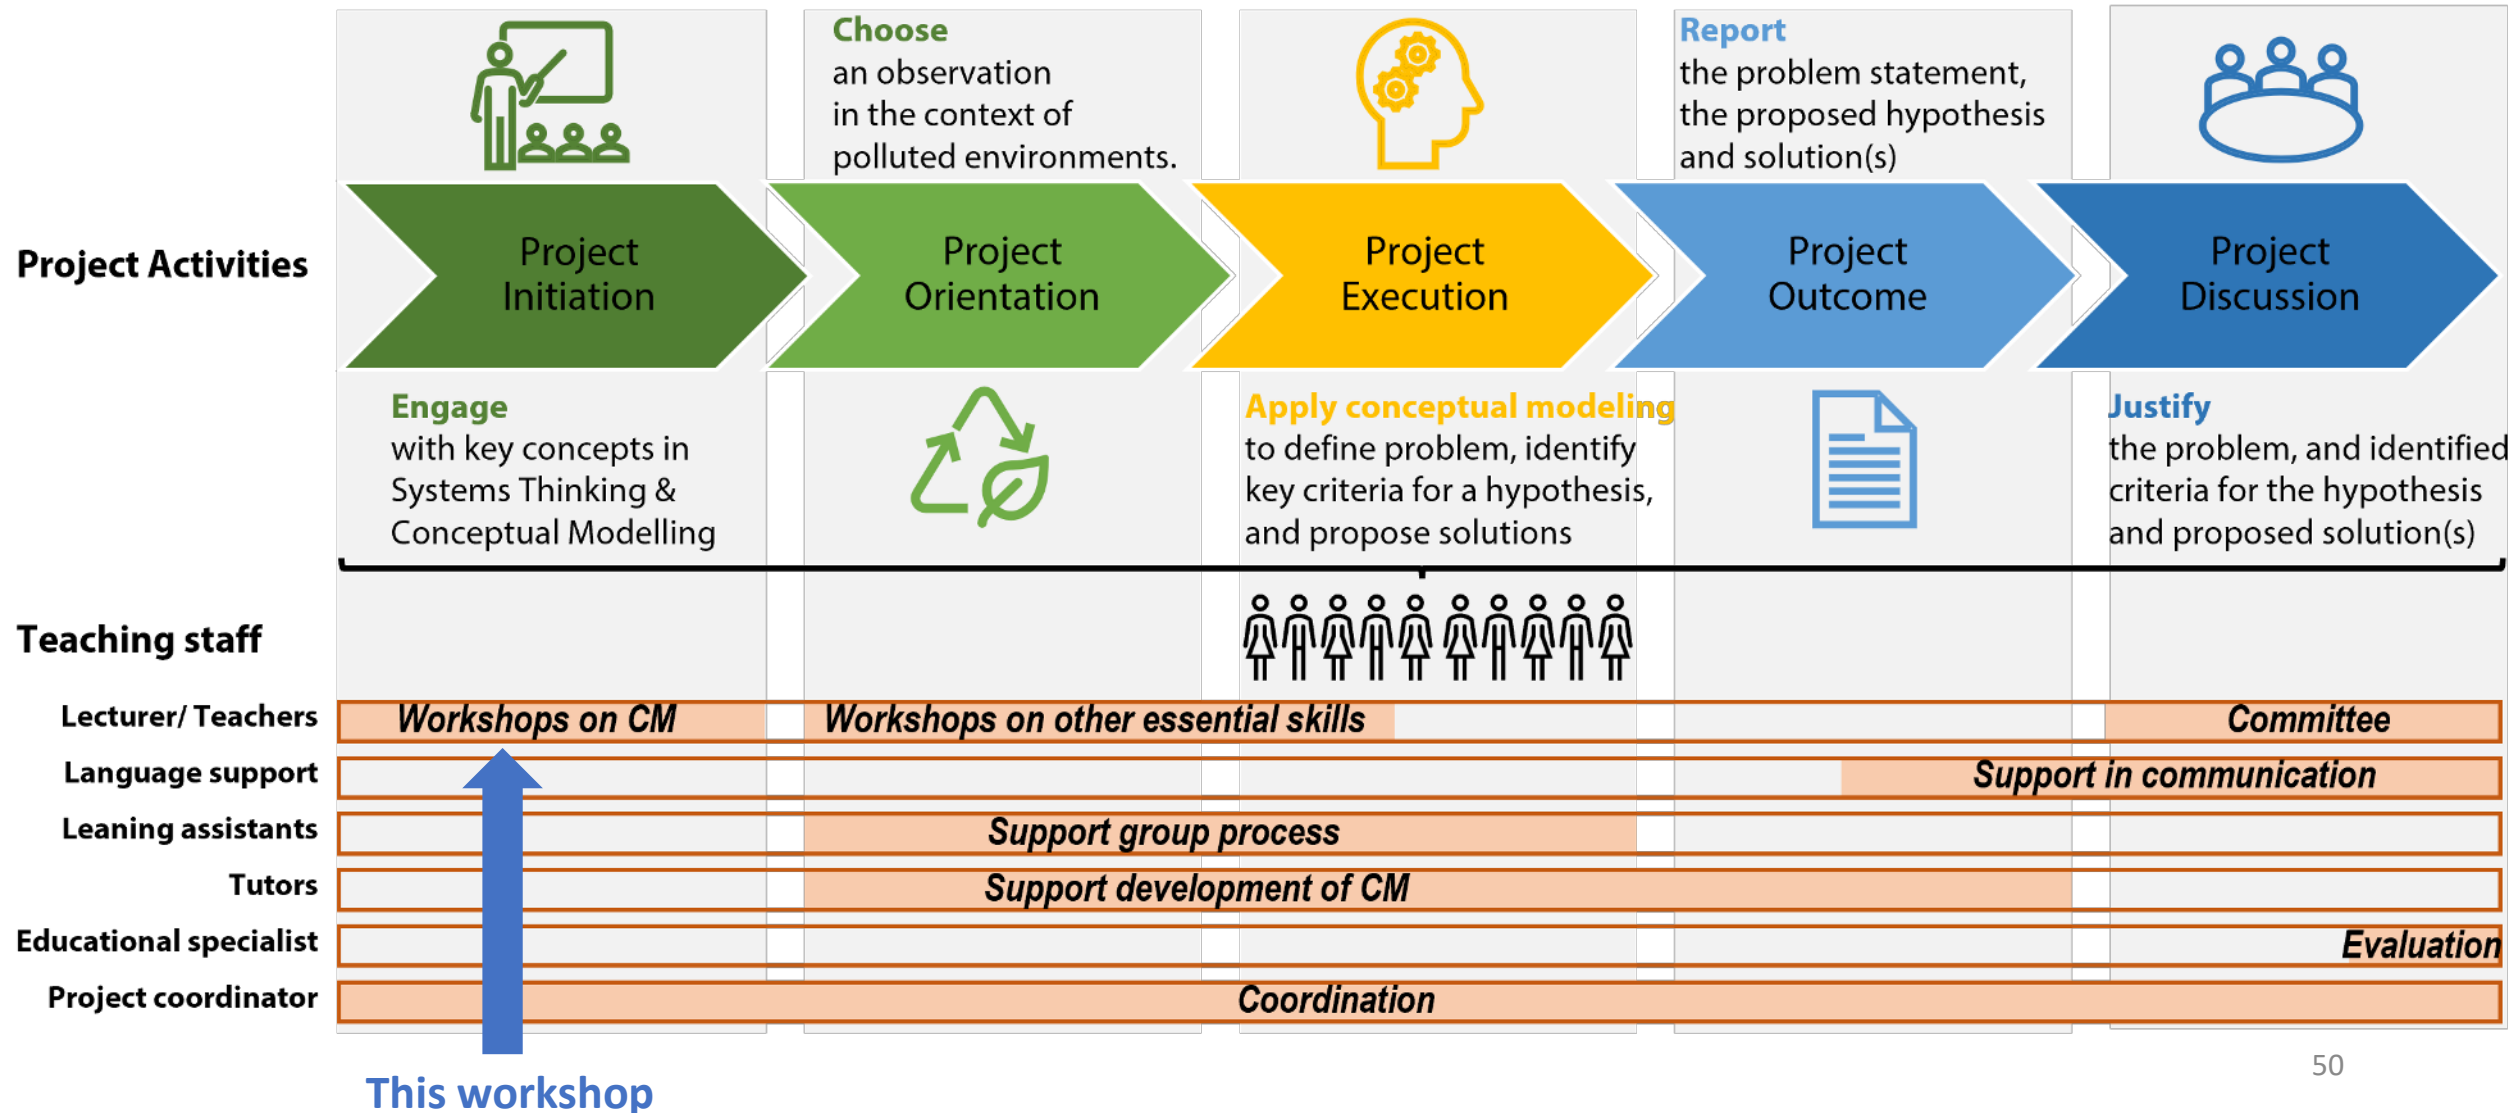 Choose
an observation
in the context of
polluted environments.
Report
the problem statement,
the proposed hypothesis
and solution(s)
Project Activities
Project
Initiation
Project
Orientation
Project
Execution
Project
Outcome
Project
Discussion
Engage
with key concepts in
Systems Thinking &
Conceptual Modelling
Apply conceptual modeling
to define problem, identify
key criteria for a hypothesis,
and propose solutions
Justify
the problem, and identified
criteria for the hypothesis
and proposed solution(s)
Teaching staff
Lecturer/ Teachers
Workshops on CM
Workshops on other essential skills
Committee
Language support
Support in communication
Leaning assistants
Support group process
Tutors
Support development of CM
Educational specialist
Evaluation
Project coordinator
Coordination
This workshop
50